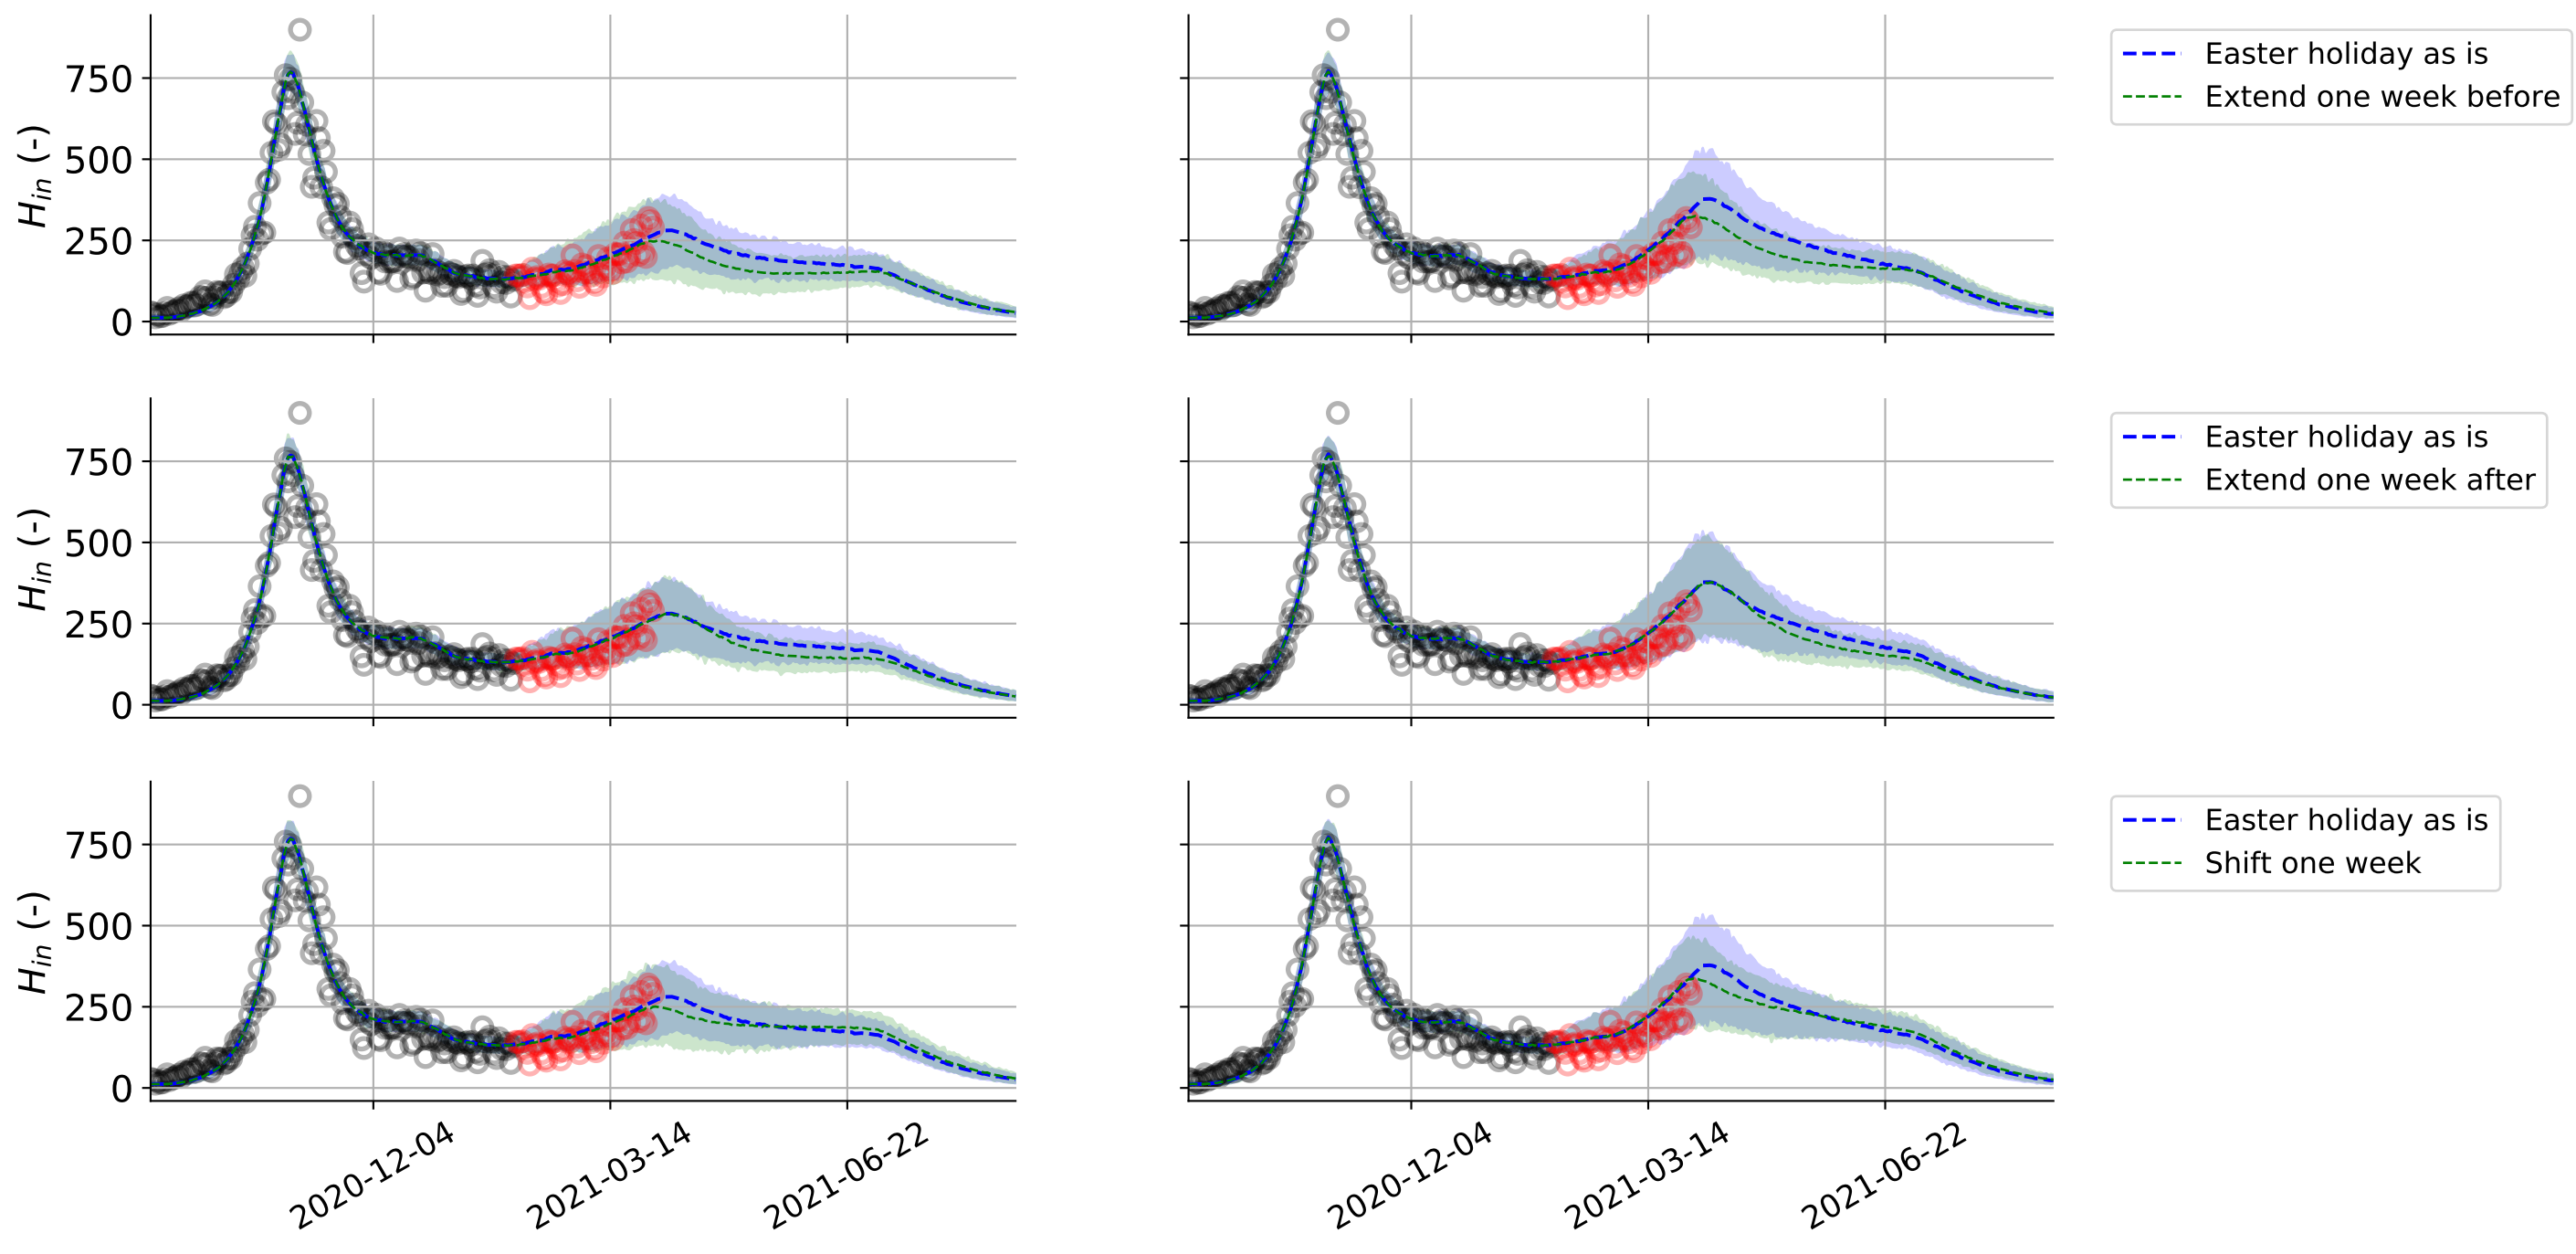 H_in (-)
750
500
250
0
Easter holiday as is
Extend one week before
H_in (-)
750
500
250
0
Easter holiday as is
Extend one week after
H_in (-)
750
500
250
0
Easter holiday as is
Shift one week
2020-12-04
2021-03-14
2021-06-22
2020-12-04
2021-03-14
2021-06-22